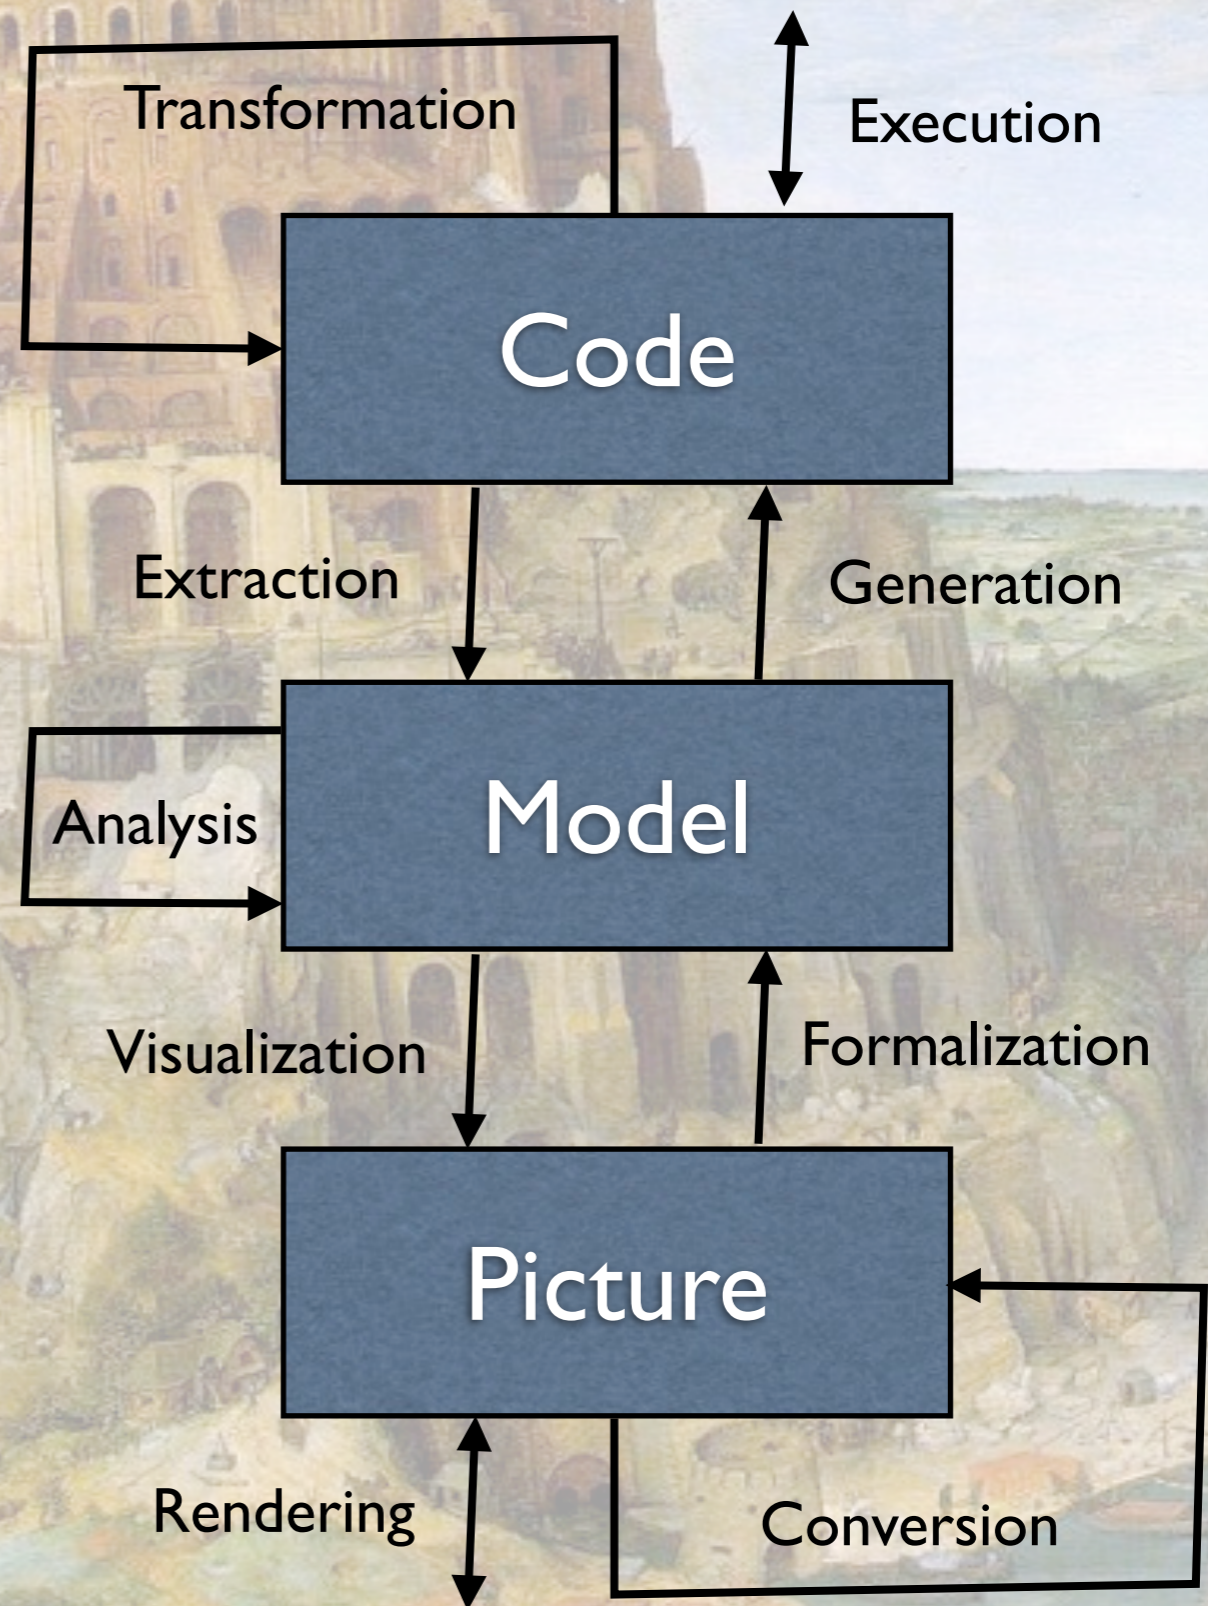 Transformation
Execution
Code
Extraction
Generation
Model
Analysis
Visualization
Formalization
Picture
Rendering
Conversion